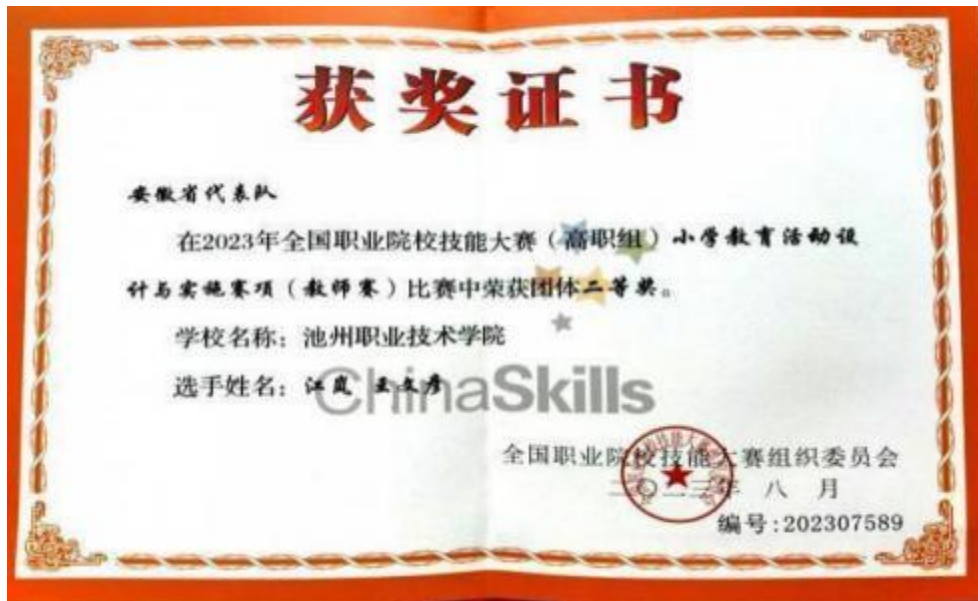 获奖证书
安徽省代表队
在2023年全国职业院校技能大赛（高职组）小学教育活动设
计与实施赛项（教师赛）比赛中荣获团体二等奖。
学校名称：池州职业技术学院
选手姓名：江岚 王文彦
ChinaSkills
全国职业院校技能大赛组织委员会
二〇二三年 八 月
编号:202307589